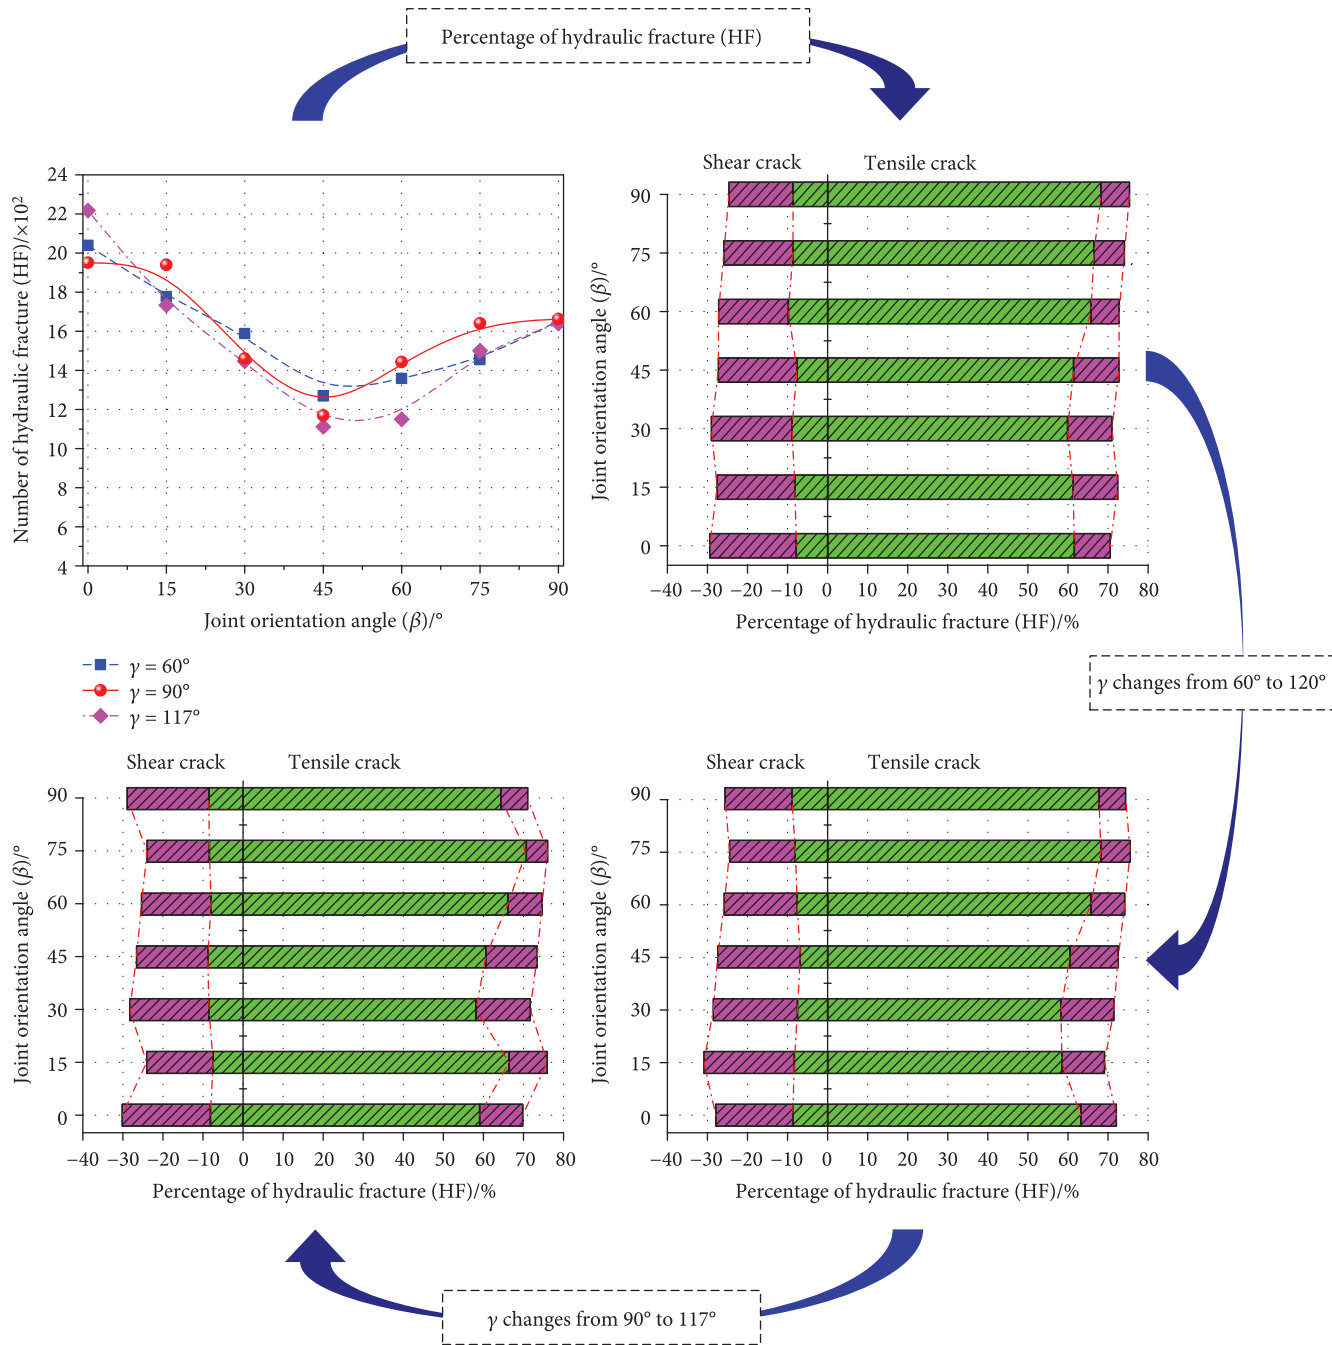 Percentage of hydraulic fracture (HF)
Number of hydraulic fracture (HF)/×10²
24
22
20
18
16
14
12
10
8
6
4
0 15 30 45 60 75 90
Joint orientation angle (β)/°
γ = 60°
γ = 90°
γ = 117°
Shear crack Tensile crack
Joint orientation angle (β)/°
90
75
60
45
30
15
0
−40 −30 −20 −10 0 10 20 30 40 50 60 70 80
Percentage of hydraulic fracture (HF)/%
γ changes from 60° to 120°
Shear crack Tensile crack
Joint orientation angle (β)/°
90
75
60
45
30
15
0
−40 −30 −20 −10 0 10 20 30 40 50 60 70 80
Percentage of hydraulic fracture (HF)/%
Shear crack Tensile crack
Joint orientation angle (β)/°
90
75
60
45
30
15
0
−40 −30 −20 −10 0 10 20 30 40 50 60 70 80
Percentage of hydraulic fracture (HF)/%
γ changes from 90° to 117°